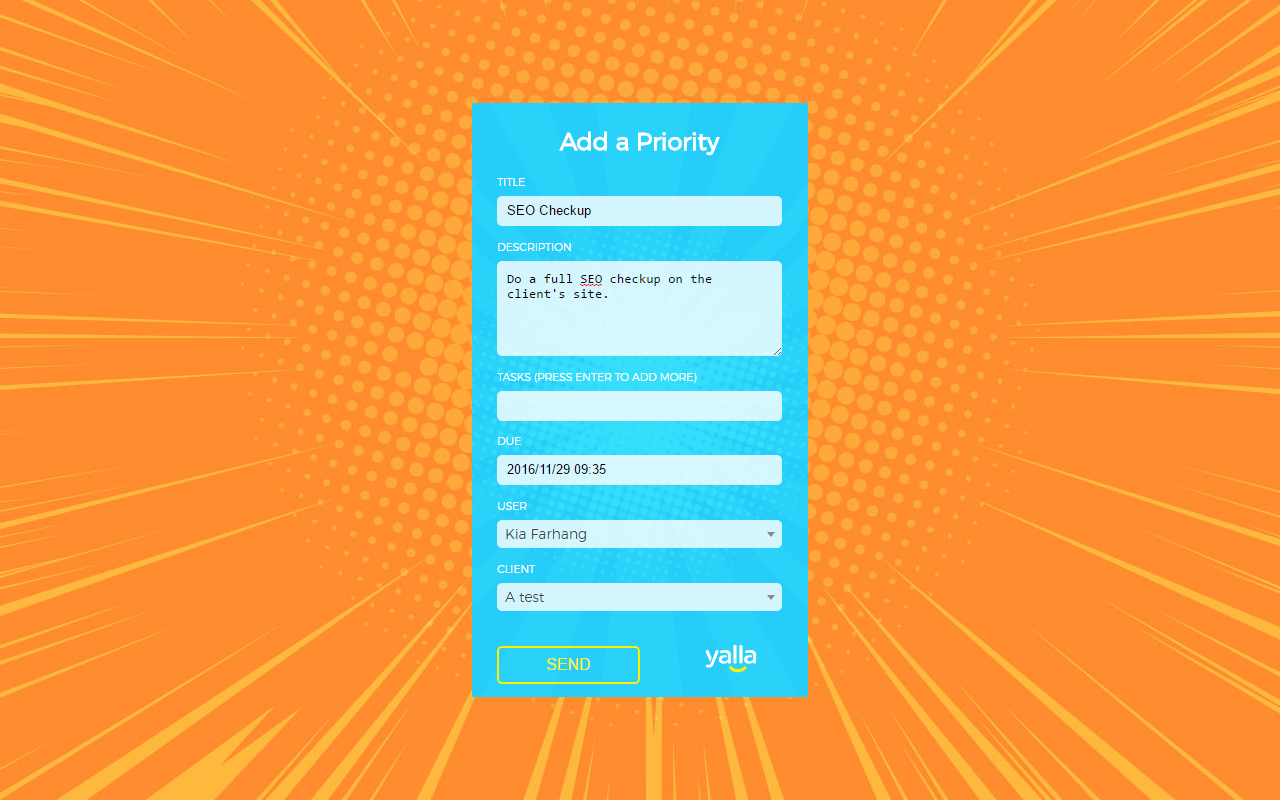 Add a Priority
TITLE
SEO Checkup
DESCRIPTION
Do a full SEO checkup on the
client's site.
TASKS (PRESS ENTER TO ADD MORE)
DUE
2016/11/29 09:35
USER
Kia Farhang
CLIENT
A test
SEND
yalla